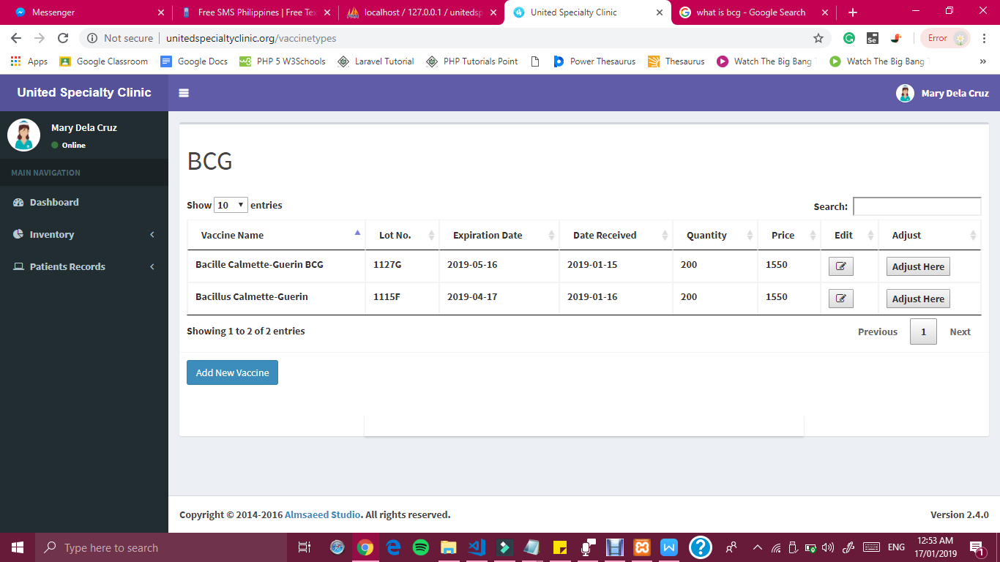 Messenger
Free SMS Philippines | Free Tex
localhost / 127.0.0.1 / unitedsp
United Specialty Clinic
what is bcg - Google Search
Not secure | unitedspecialtyclinic.org/vaccinetypes
Se
Error
Apps
Google Classroom
Google Docs
w3
PHP 5 W3Schools
Laravel Tutorial
PHP Tutorials Point
Power Thesaurus
Thesaurus
Watch The Big Bang
Watch The Big Bang
United Specialty Clinic
Mary Dela Cruz
Mary Dela Cruz
Online
MAIN NAVIGATION
Dashboard
Inventory
Patients Records
BCG
Show 10 entries
Search:
Vaccine Name Lot No. Expiration Date Date Received Quantity Price Edit Adjust
Bacille Calmette-Guerin BCG 1127G 2019-05-16 2019-01-15 200 1550 Adjust Here
Bacillus Calmette-Guerin 1115F 2019-04-17 2019-01-16 200 1550 Adjust Here
Showing 1 to 2 of 2 entries
Previous 1 Next
Add New Vaccine
Copyright © 2014-2016 Almsaeed Studio. All rights reserved.
Version 2.4.0
Type here to search
ENG
12:53 AM
17/01/2019
1